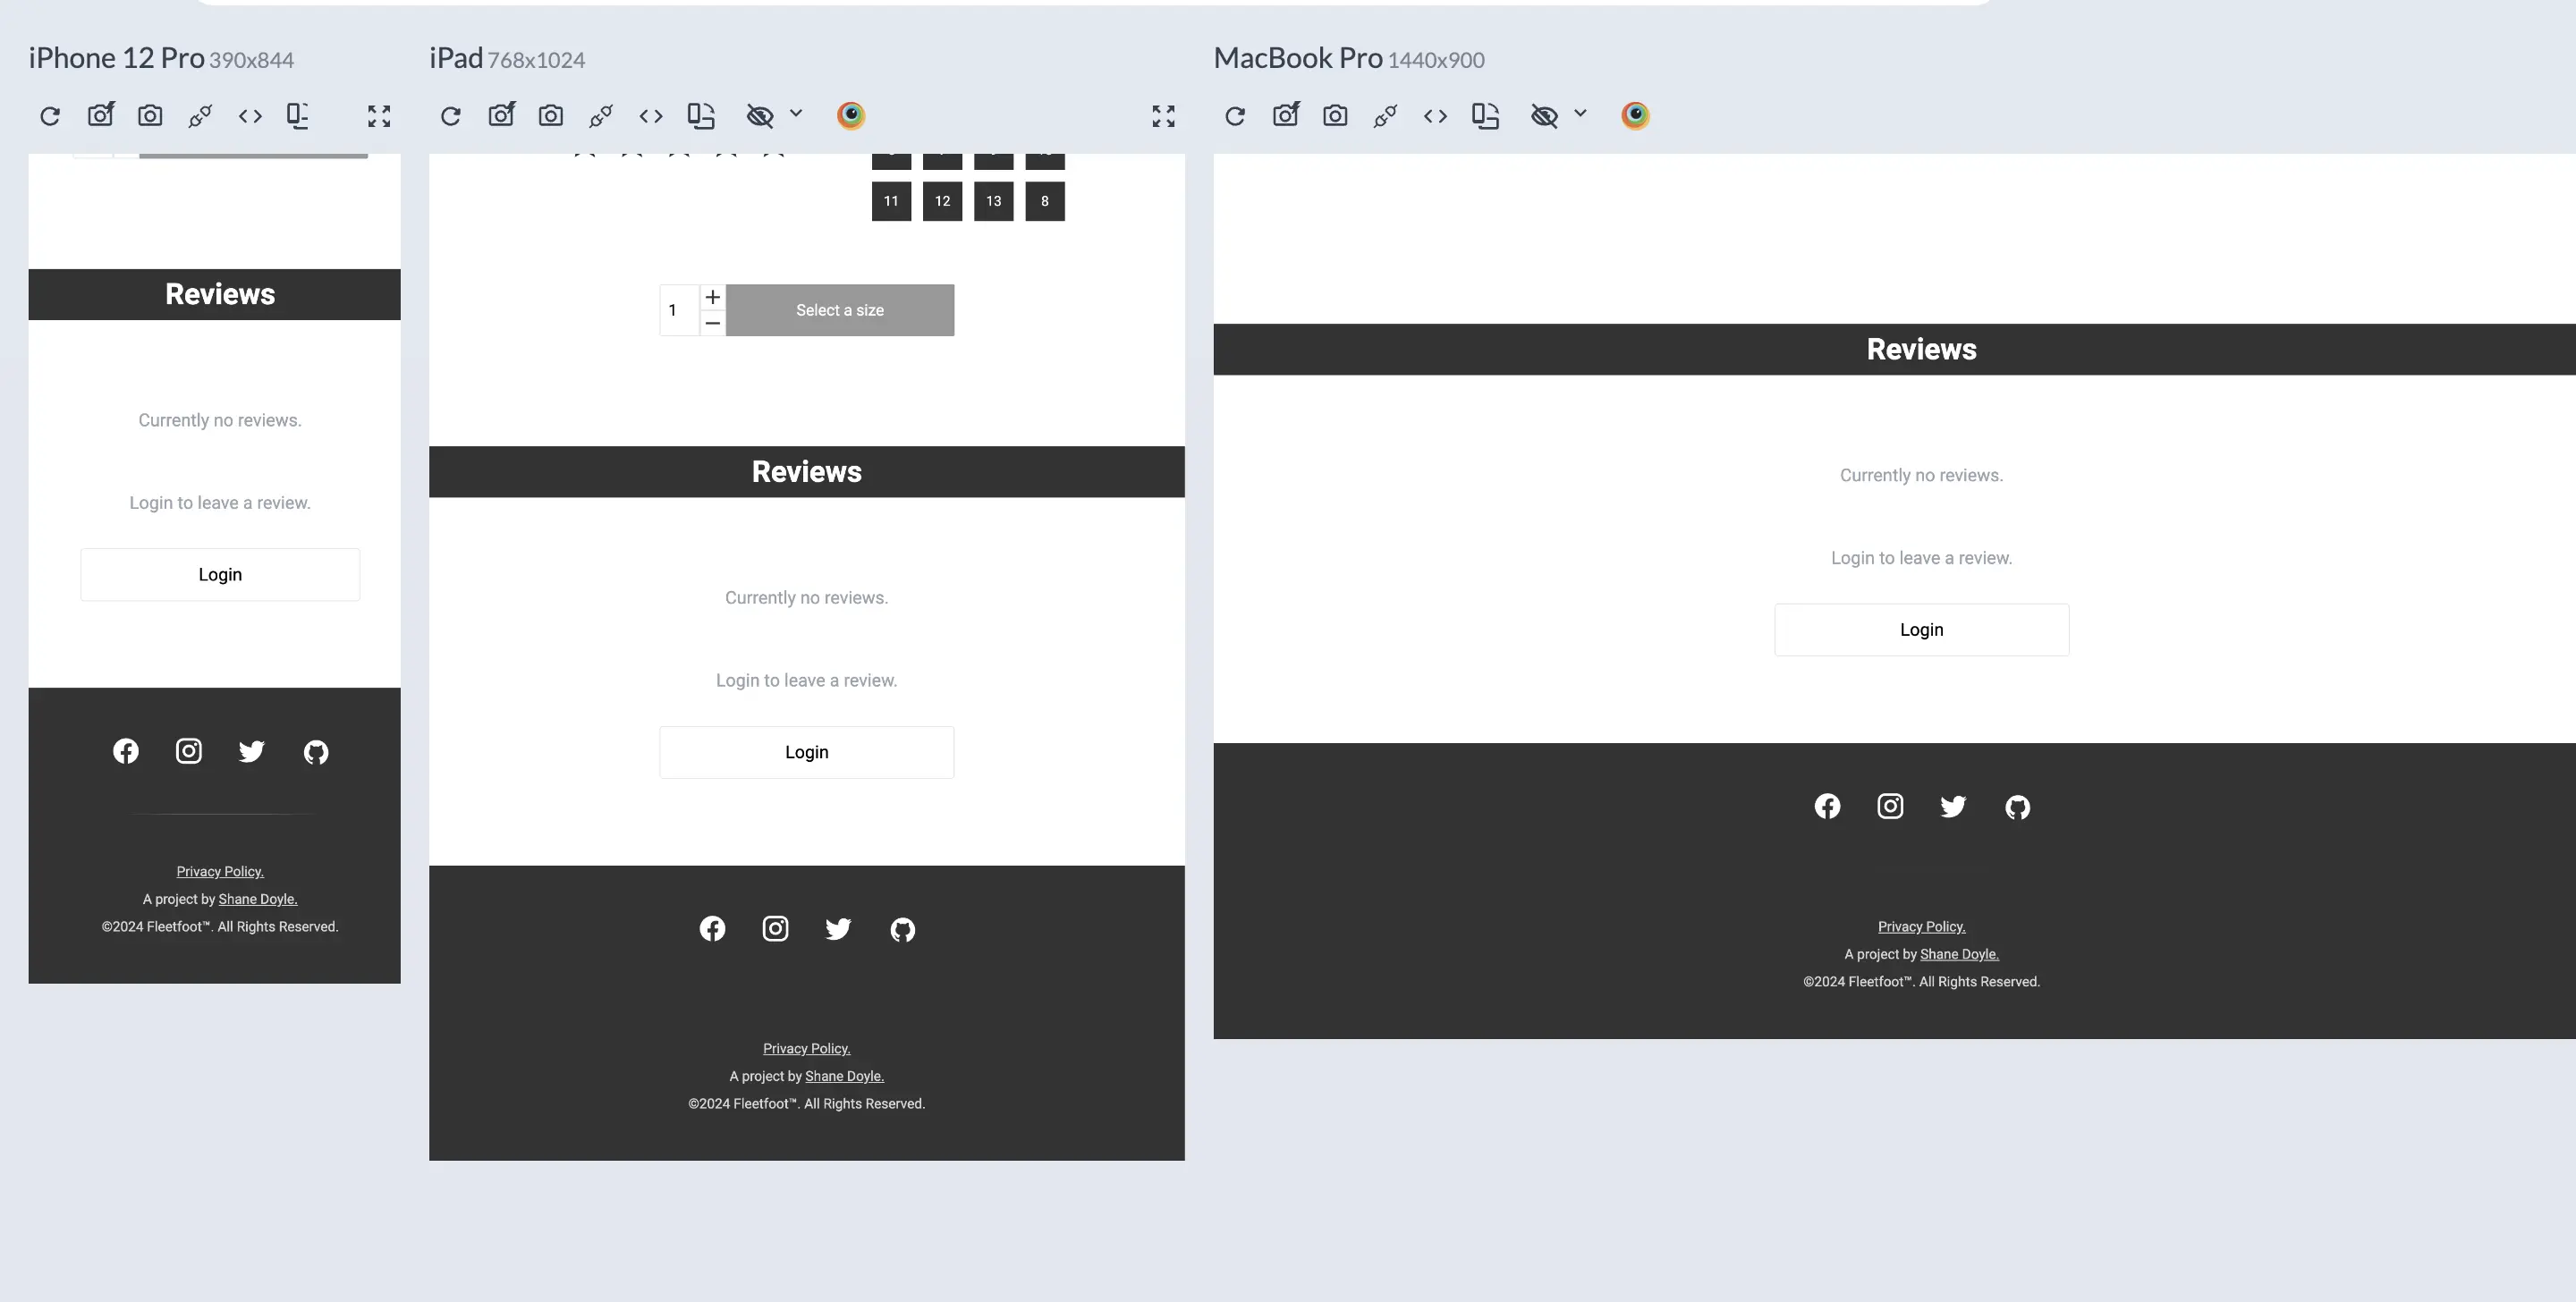 iPhone 12 Pro 390x844
Reviews
Currently no reviews.
Login to leave a review.
Login
Privacy Policy.
A project by Shane Doyle.
©2024 Fleetfoot™. All Rights Reserved.
iPad 768x1024
11 12 13 8
1 + − Select a size
Reviews
Currently no reviews.
Login to leave a review.
Login
Privacy Policy.
A project by Shane Doyle.
©2024 Fleetfoot™. All Rights Reserved.
MacBook Pro 1440x900
Reviews
Currently no reviews.
Login to leave a review.
Login
Privacy Policy.
A project by Shane Doyle.
©2024 Fleetfoot™. All Rights Reserved.